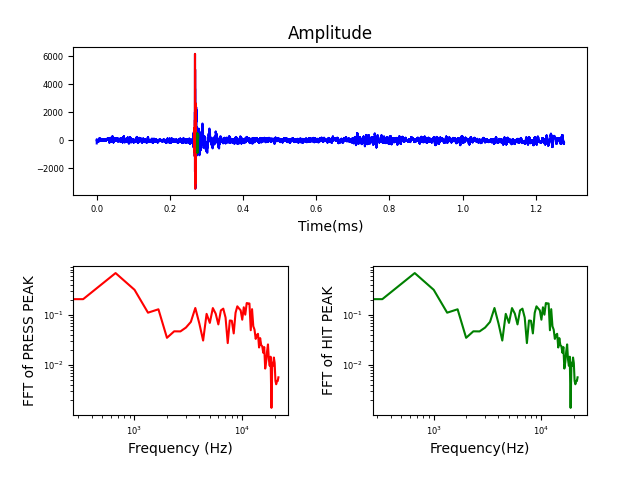 Amplitude
6000
4000
2000
0
−2000
0.0 0.2 0.4 0.6 0.8 1.0 1.2
Time(ms)
FFT of PRESS PEAK
10⁻¹
10⁻²
10³ 10⁴
Frequency (Hz)
FFT of HIT PEAK
10⁻¹
10⁻²
10³ 10⁴
Frequency(Hz)